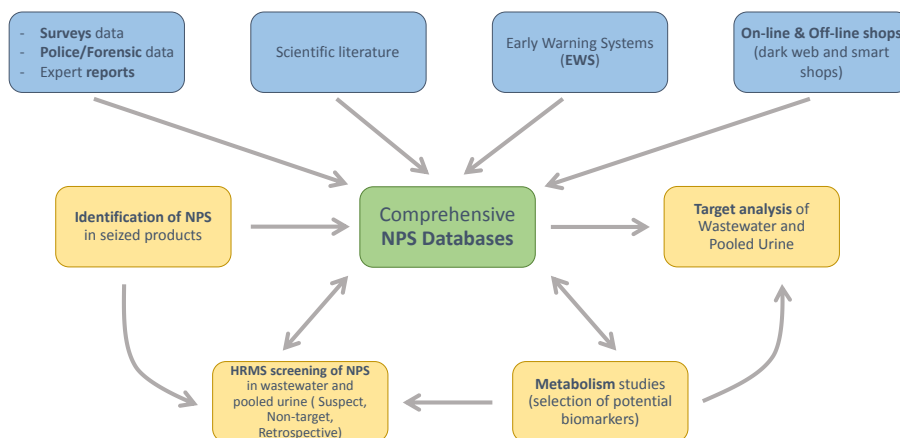 - Surveys data
- Police/Forensic data
- Expert reports
Scientific literature
Early Warning Systems
(EWS)
On-line & Off-line shops
(dark web and smart
shops)
Identification of NPS
in seized products
Comprehensive
NPS Databases
Target analysis of
Wastewater and
Pooled Urine
HRMS screening of NPS
in wastewater and
pooled urine ( Suspect,
Non-target,
Retrospective)
Metabolism studies
(selection of potential
biomarkers)